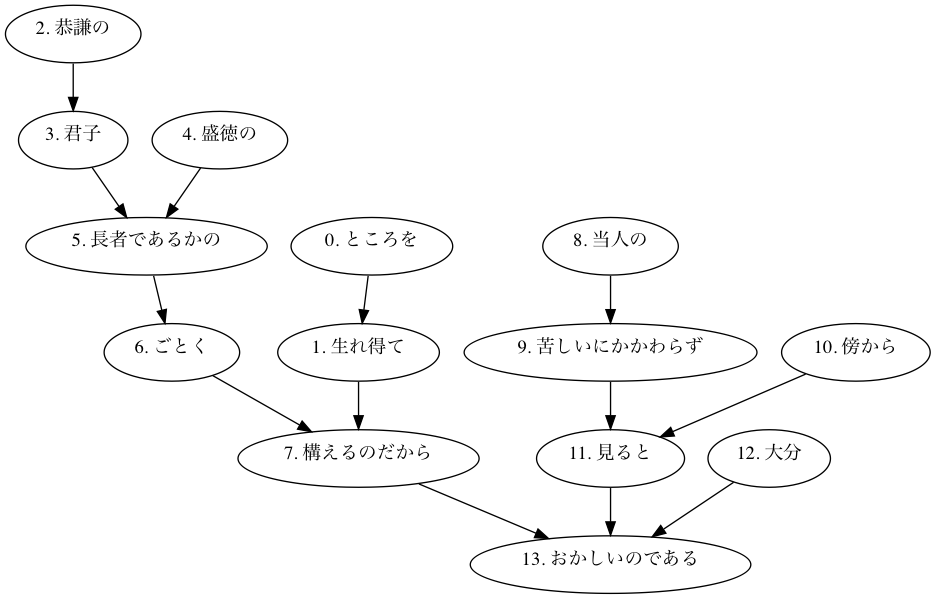 2. 恭謙の
3. 君子
4. 盛徳の
5. 長者であるかの
0. ところを
8. 当人の
6. ごとく
1. 生れ得て
9. 苦しいにかかわらず
10. 傍から
7. 構えるのだから
11. 見ると
12. 大分
13. おかしいのである